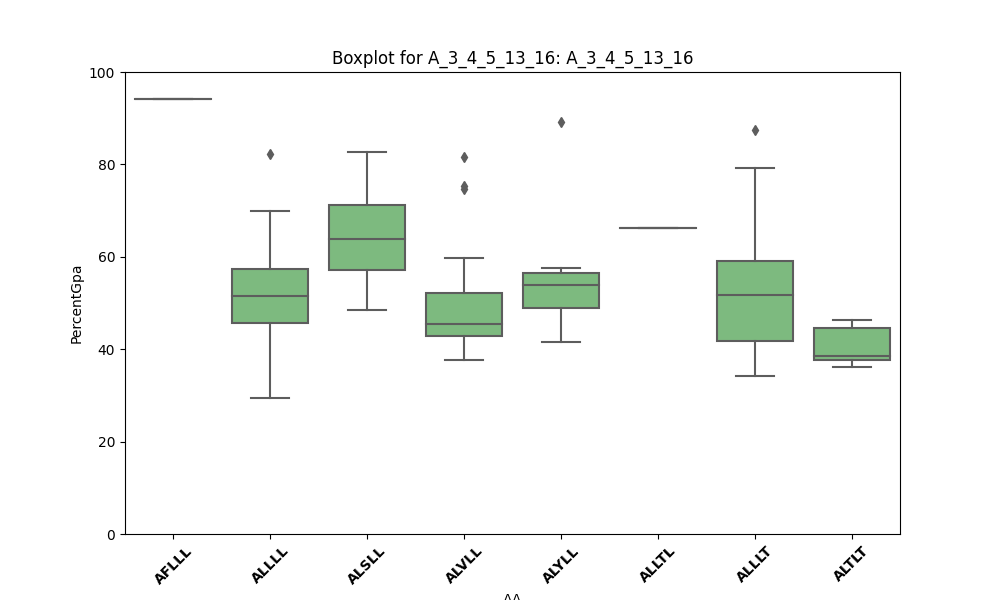 Boxplot for A_3_4_5_13_16: A_3_4_5_13_16
PercentGpa
100
80
60
40
20
0
AFLLL ALLLL ALSLL ALVLL ALYLL ALLTL ALLLT ALTLT
AA